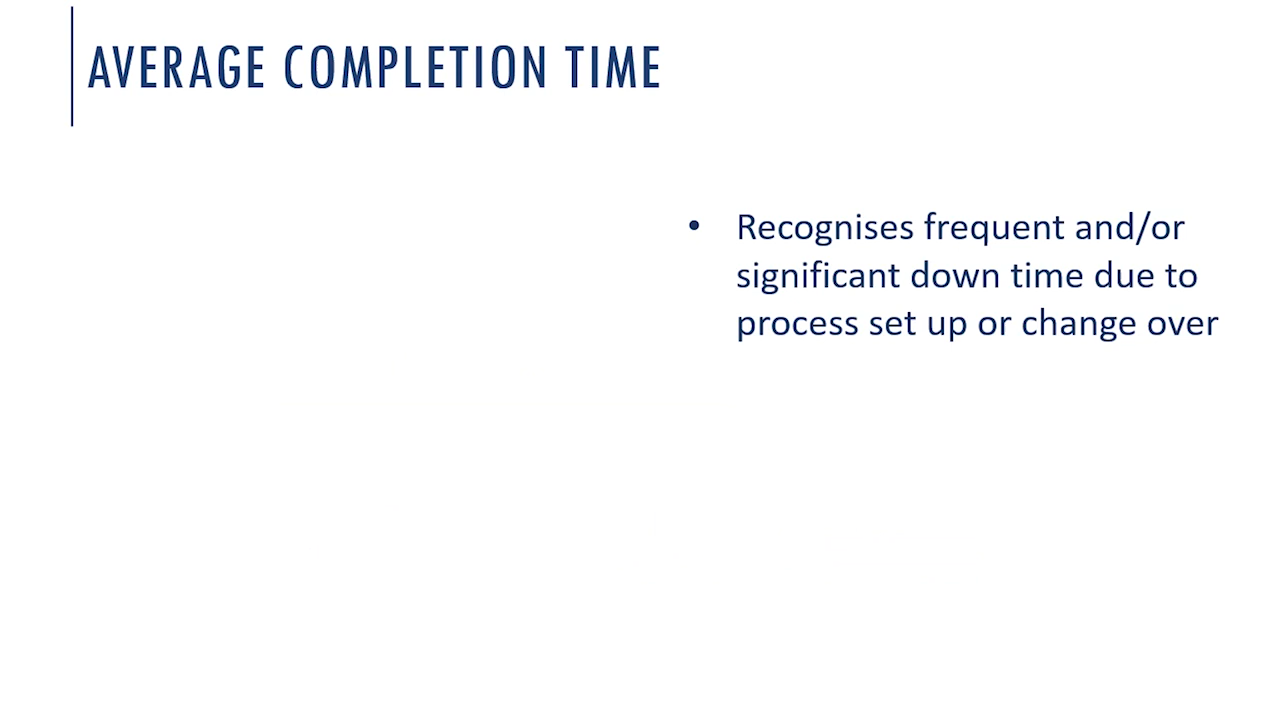 AVERAGE COMPLETION TIME
• Recognises frequent and/or
significant down time due to
process set up or change over